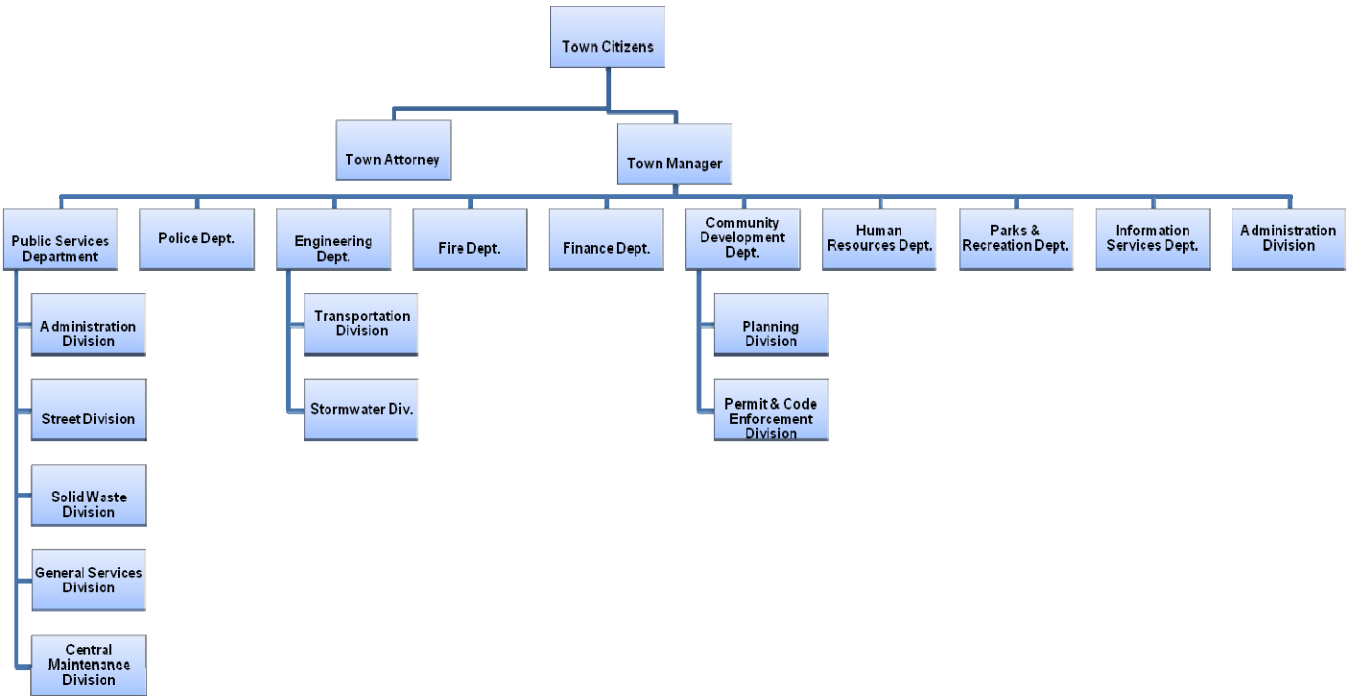 Town Citizens
Town Attorney
Town Manager
Public Services
Department
Police Dept.
Engineering
Dept.
Fire Dept.
Finance Dept.
Community
Development
Dept.
Human
Resources Dept.
Parks &
Recreation Dept.
Information
Services Dept.
Administration
Division
Administration
Division
Street Division
Solid Waste
Division
General Services
Division
Central
Maintenance
Division
Transportation
Division
Stormwater Div.
Planning
Division
Permit & Code
Enforcement
Division